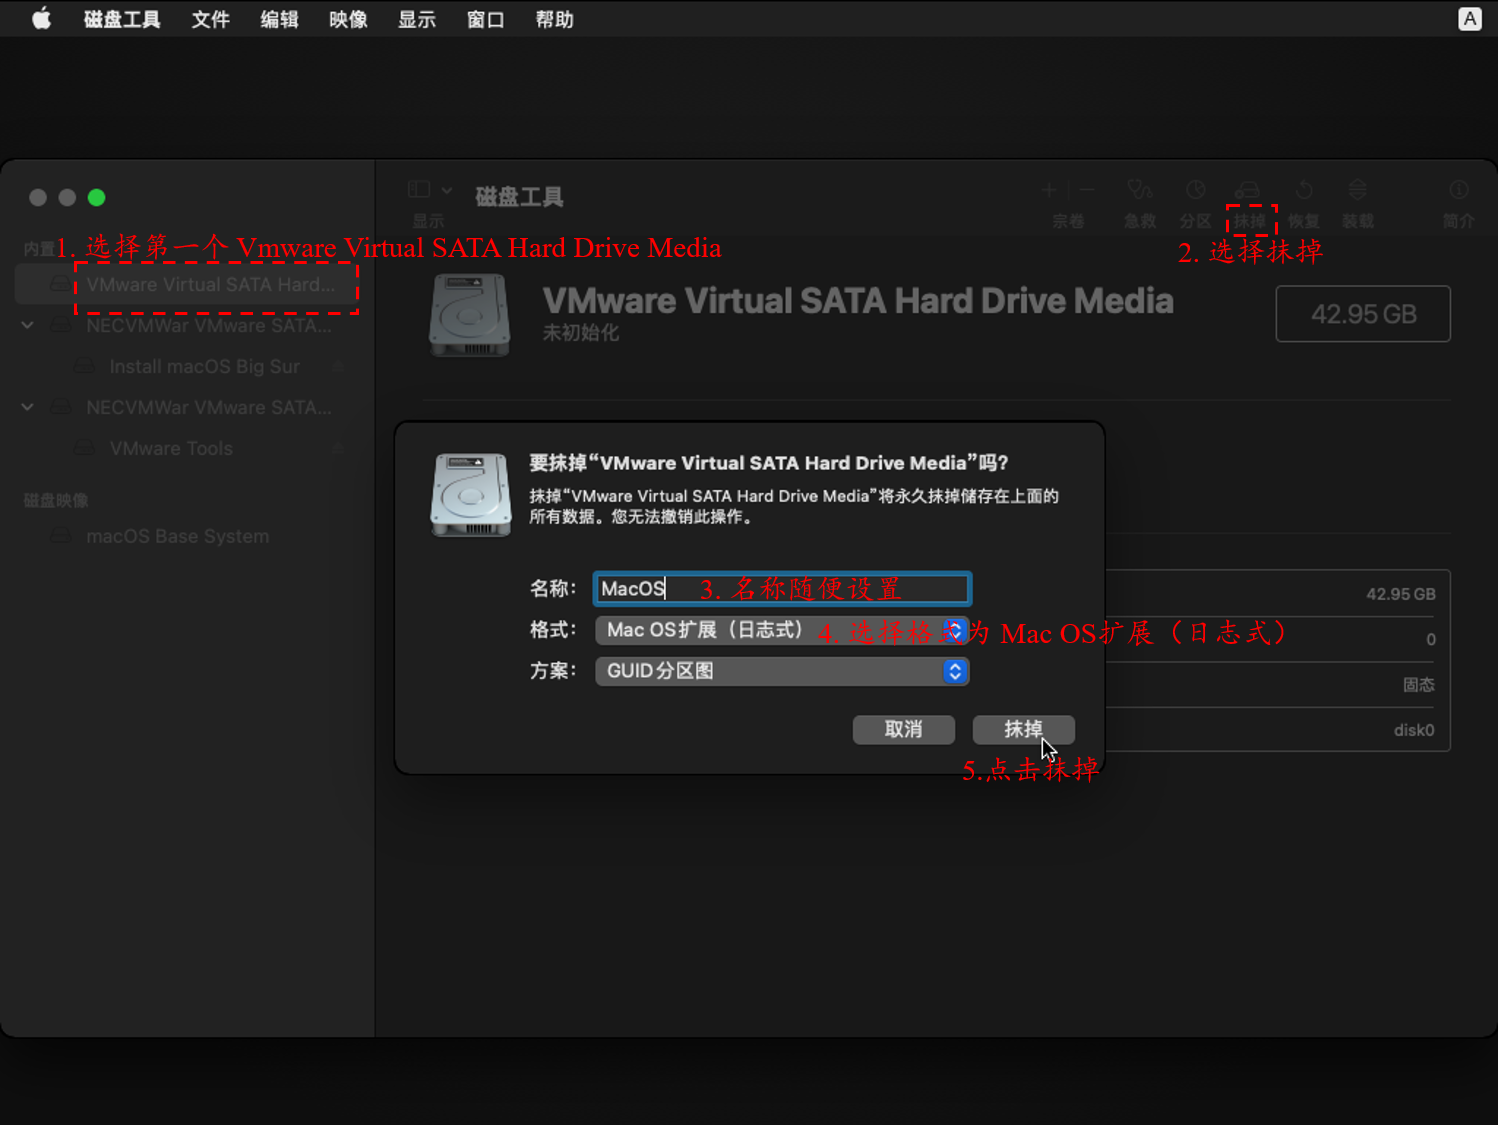 磁盘工具 文件 编辑 映像 显示 窗口 帮助 A
磁盘工具
显示 宗卷 急救 分区 抹掉 恢复 装载 简介
内置
1. 选择第一个 Vmware Virtual SATA Hard Drive Media
2. 选择抹掉
VMware Virtual SATA Hard...
NECVMWar VMware SATA...
Install macOS Big Sur
NECVMWar VMware SATA...
VMware Tools
磁盘映像
macOS Base System
VMware Virtual SATA Hard Drive Media
未初始化
42.95 GB
要抹掉“VMware Virtual SATA Hard Drive Media”吗?
抹掉“VMware Virtual SATA Hard Drive Media”将永久抹掉储存在上面的
所有数据。您无法撤销此操作。
名称： MacOS
3. 名称随便设置
格式： Mac OS扩展（日志式）
4. 选择格式为 Mac OS扩展（日志式）
方案： GUID分区图
取消 抹掉
5.点击抹掉
42.95 GB
0
固态
disk0